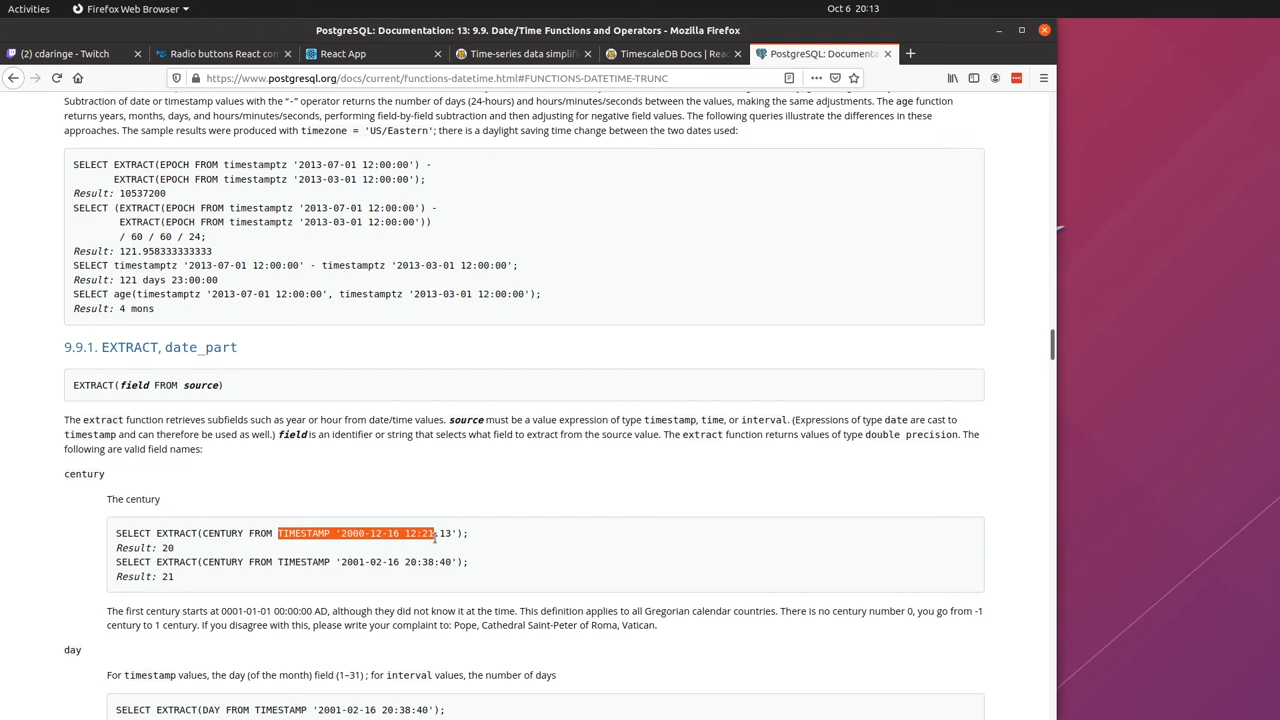 Activities
Firefox Web Browser
Oct 6 20:13
PostgreSQL: Documentation: 13: 9.9. Date/Time Functions and Operators - Mozilla Firefox
(2) cdaringe - Twitch
Radio buttons React com
React App
Time-series data simplifi
TimescaleDB Docs | Rea
PostgreSQL: Documenta
https://www.postgresql.org/docs/current/functions-datetime.html#FUNCTIONS-DATETIME-TRUNC
Subtraction of date or timestamp values with the “-” operator returns the number of days (24-hours) and hours/minutes/seconds between the values, making the same adjustments. The age function
returns years, months, days, and hours/minutes/seconds, performing field-by-field subtraction and then adjusting for negative field values. The following queries illustrate the differences in these
approaches. The sample results were produced with timezone = 'US/Eastern'; there is a daylight saving time change between the two dates used:
SELECT EXTRACT(EPOCH FROM timestamptz '2013-07-01 12:00:00') -
EXTRACT(EPOCH FROM timestamptz '2013-03-01 12:00:00');
Result: 10537200
SELECT (EXTRACT(EPOCH FROM timestamptz '2013-07-01 12:00:00') -
EXTRACT(EPOCH FROM timestamptz '2013-03-01 12:00:00'))
/ 60 / 60 / 24;
Result: 121.958333333333
SELECT timestamptz '2013-07-01 12:00:00' - timestamptz '2013-03-01 12:00:00';
Result: 121 days 23:00:00
SELECT age(timestamptz '2013-07-01 12:00:00', timestamptz '2013-03-01 12:00:00');
Result: 4 mons
9.9.1. EXTRACT, date_part
EXTRACT(field FROM source)
The extract function retrieves subfields such as year or hour from date/time values. source must be a value expression of type timestamp, time, or interval. (Expressions of type date are cast to
timestamp and can therefore be used as well.) field is an identifier or string that selects what field to extract from the source value. The extract function returns values of type double precision. The
following are valid field names:
century
The century
SELECT EXTRACT(CENTURY FROM TIMESTAMP '2000-12-16 12:21:13');
Result: 20
SELECT EXTRACT(CENTURY FROM TIMESTAMP '2001-02-16 20:38:40');
Result: 21
The first century starts at 0001-01-01 00:00:00 AD, although they did not know it at the time. This definition applies to all Gregorian calendar countries. There is no century number 0, you go from -1
century to 1 century. If you disagree with this, please write your complaint to: Pope, Cathedral Saint-Peter of Roma, Vatican.
day
For timestamp values, the day (of the month) field (1–31) ; for interval values, the number of days
SELECT EXTRACT(DAY FROM TIMESTAMP '2001-02-16 20:38:40');